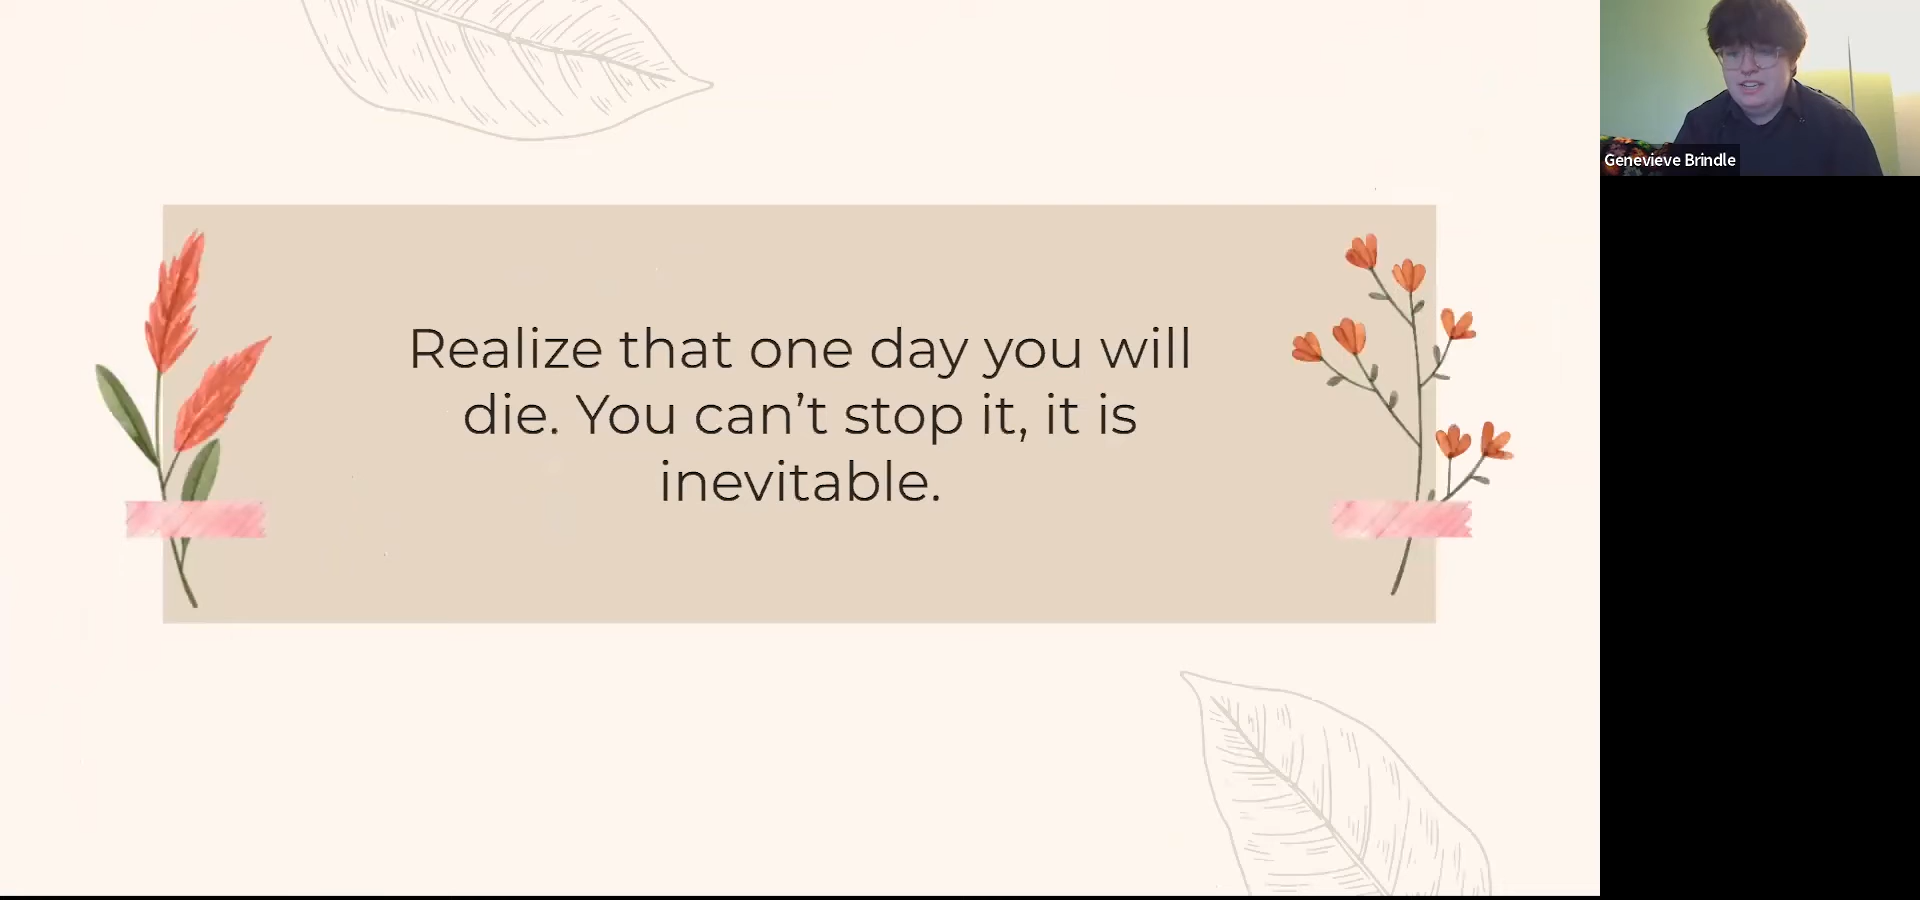 Realize that one day you will
die. You can’t stop it, it is
inevitable.
Genevieve Brindle